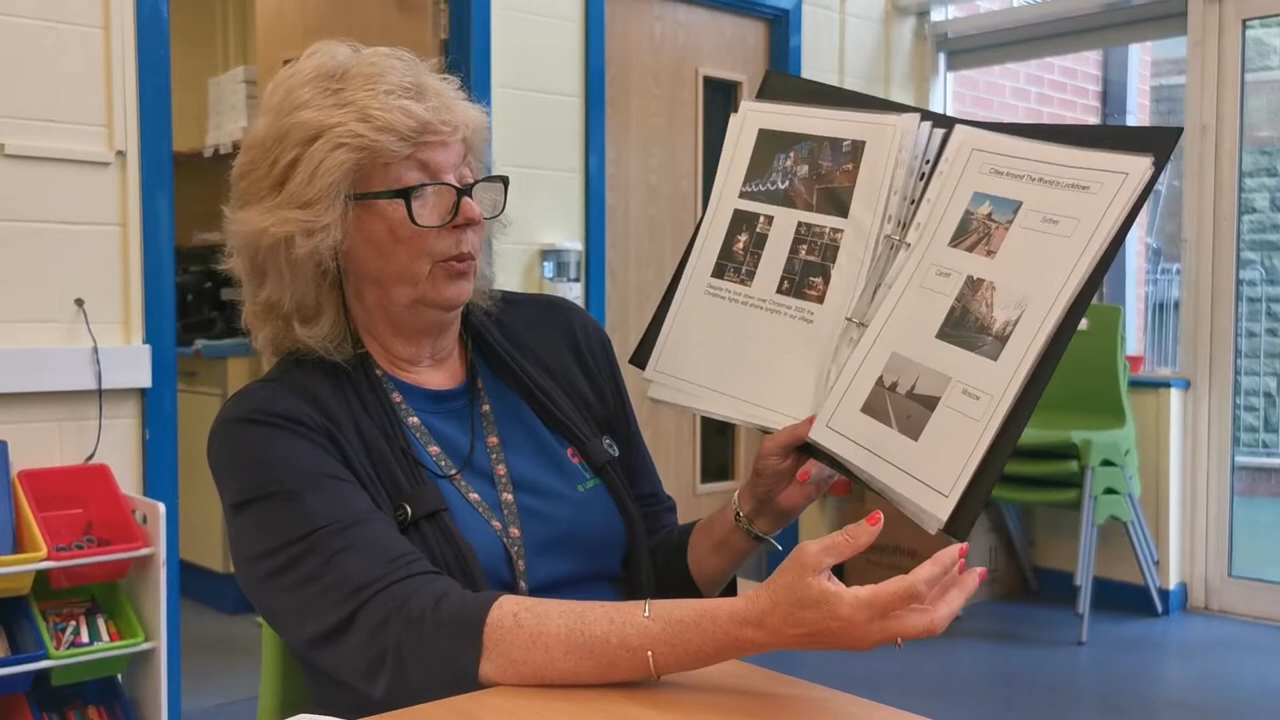 Despite the lock down over Christmas 2020 the
Christmas lights still shone brightly in our village
Cities Around The World In Lockdown
Sydney
Cardiff
Moscow